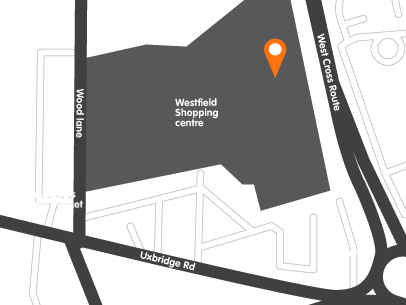 West Cross Route
Wood lane
Westfield
Shopping
centre
Uxbridge Rd